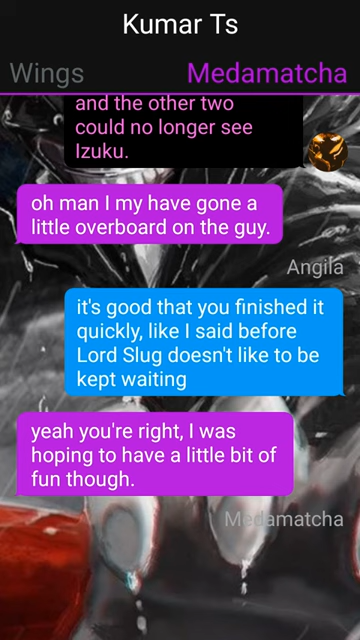 Kumar Ts
Wings
Medamatcha
and the other two
could no longer see
Izuku.
oh man I my have gone a
little overboard on the guy.
Angila
it's good that you finished it
quickly, like I said before
Lord Slug doesn't like to be
kept waiting
yeah you're right, I was
hoping to have a little bit of
fun though.
Medamatcha